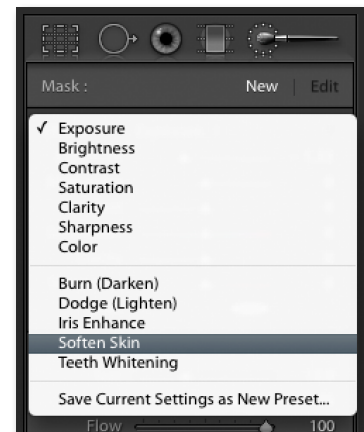 Mask : New | Edit
✓ Exposure
Brightness
Contrast
Saturation
Clarity
Sharpness
Color
Burn (Darken)
Dodge (Lighten)
Iris Enhance
Soften Skin
Teeth Whitening
Save Current Settings as New Preset...
Flow 100